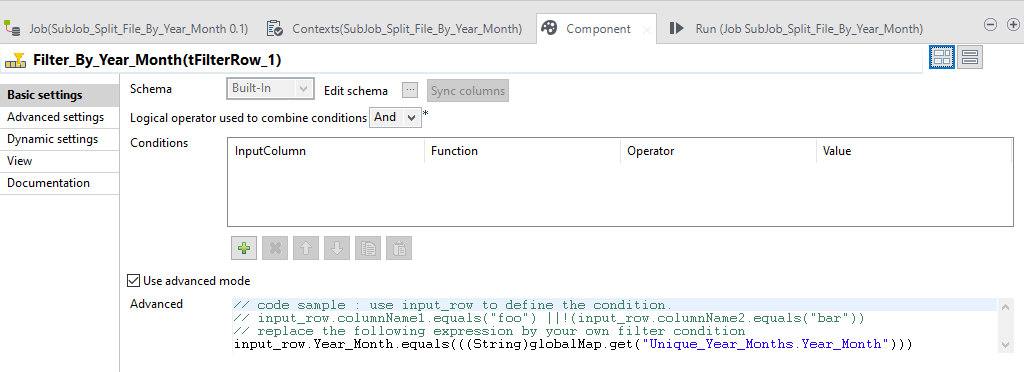 Job(SubJob_Split_File_By_Year_Month 0.1) Contexts(SubJob_Split_File_By_Year_Month) Component Run (Job SubJob_Split_File_By_Year_Month)
Filter_By_Year_Month(tFilterRow_1)
Basic settings
Advanced settings
Dynamic settings
View
Documentation
Schema Built-In Edit schema ... Sync columns
Logical operator used to combine conditions And *
Conditions
InputColumn Function Operator Value
Use advanced mode
Advanced
// code sample : use input_row to define the condition.
// input_row.columnName1.equals("foo") ||!(input_row.columnName2.equals("bar"))
// replace the following expression by your own filter condition
input_row.Year_Month.equals(((String)globalMap.get("Unique_Year_Months.Year_Month")))